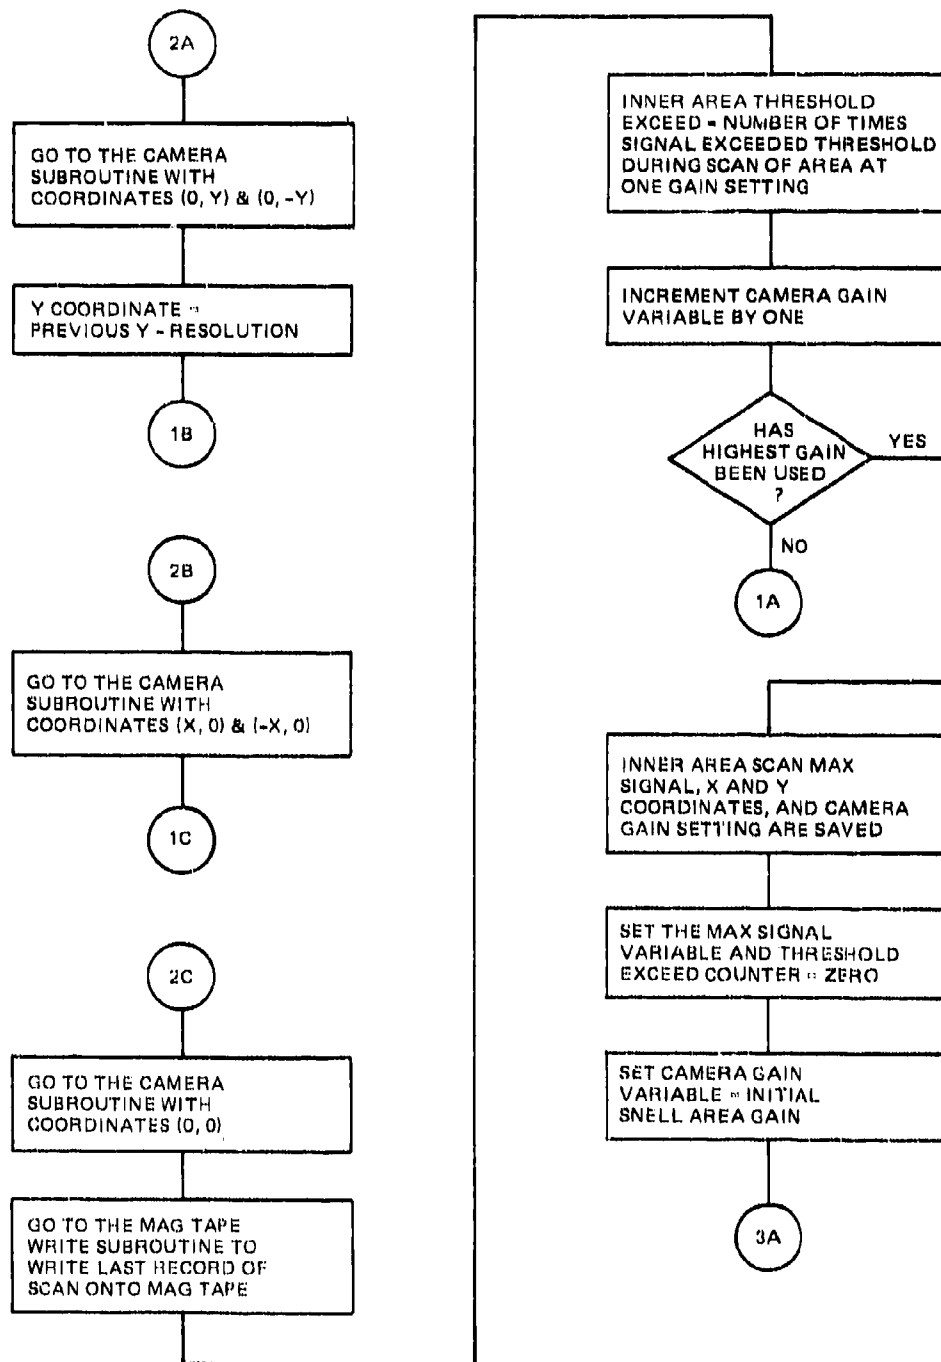 2A
GO TO THE CAMERA
SUBROUTINE WITH
COORDINATES (0, Y) & (0, -Y)
Y COORDINATE =
PREVIOUS Y - RESOLUTION
1B
2B
GO TO THE CAMERA
SUBROUTINE WITH
COORDINATES (X, 0) & (-X, 0)
1C
2C
GO TO THE CAMERA
SUBROUTINE WITH
COORDINATES (0, 0)
GO TO THE MAG TAPE
WRITE SUBROUTINE TO
WRITE LAST RECORD OF
SCAN ONTO MAG TAPE
INNER AREA THRESHOLD
EXCEED = NUMBER OF TIMES
SIGNAL EXCEEDED THRESHOLD
DURING SCAN OF AREA AT
ONE GAIN SETTING
INCREMENT CAMERA GAIN
VARIABLE BY ONE
HAS
HIGHEST GAIN
BEEN USED
?
YES
NO
1A
INNER AREA SCAN MAX
SIGNAL, X AND Y
COORDINATES, AND CAMERA
GAIN SETTING ARE SAVED
SET THE MAX SIGNAL
VARIABLE AND THRESHOLD
EXCEED COUNTER = ZERO
SET CAMERA GAIN
VARIABLE = INITIAL
SNELL AREA GAIN
3A